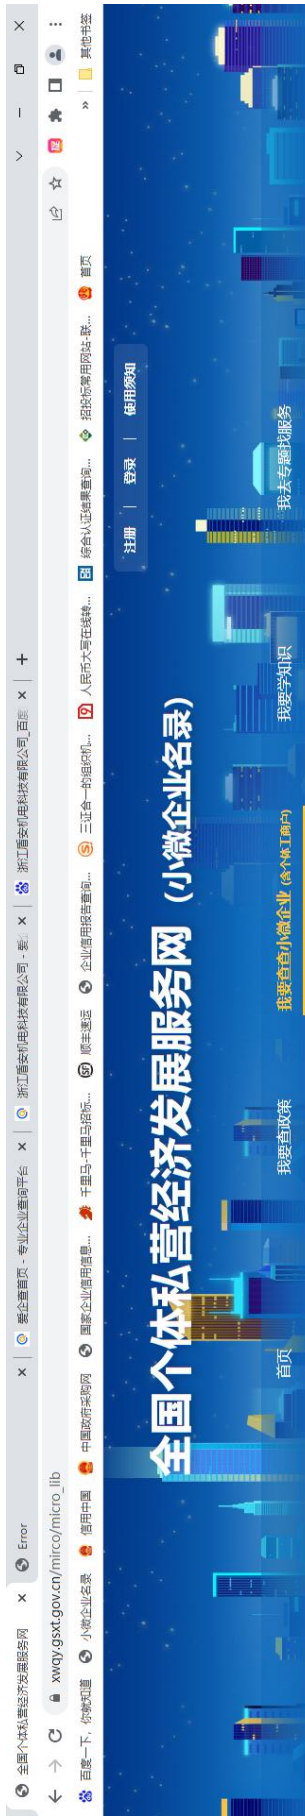 全国个体私营经济发展服务网
Error
爱企查首页 - 专业企业查询平台
浙江盾安机电科技有限公司 - 爱企
浙江盾安机电科技有限公司_百度
xwqy.gsxt.gov.cn/mirco/micro_lib
百度一下，你就知道
小微企业名录
信用中国
中国政府采购网
国家企业信用信息...
千里马-千里马招标...
顺丰速运
企业信用报告查询...
三证合一的组织机...
人民币大写在线转...
综合认证结果查询...
招投标常用网站-联...
首页
»
其他书签
注册 | 登录 | 使用须知
全国个体私营经济发展服务网（小微企业名录）
首页
我要查政策
我要查小微企业（含个体工商户）
我要学知识
我去专题找服务